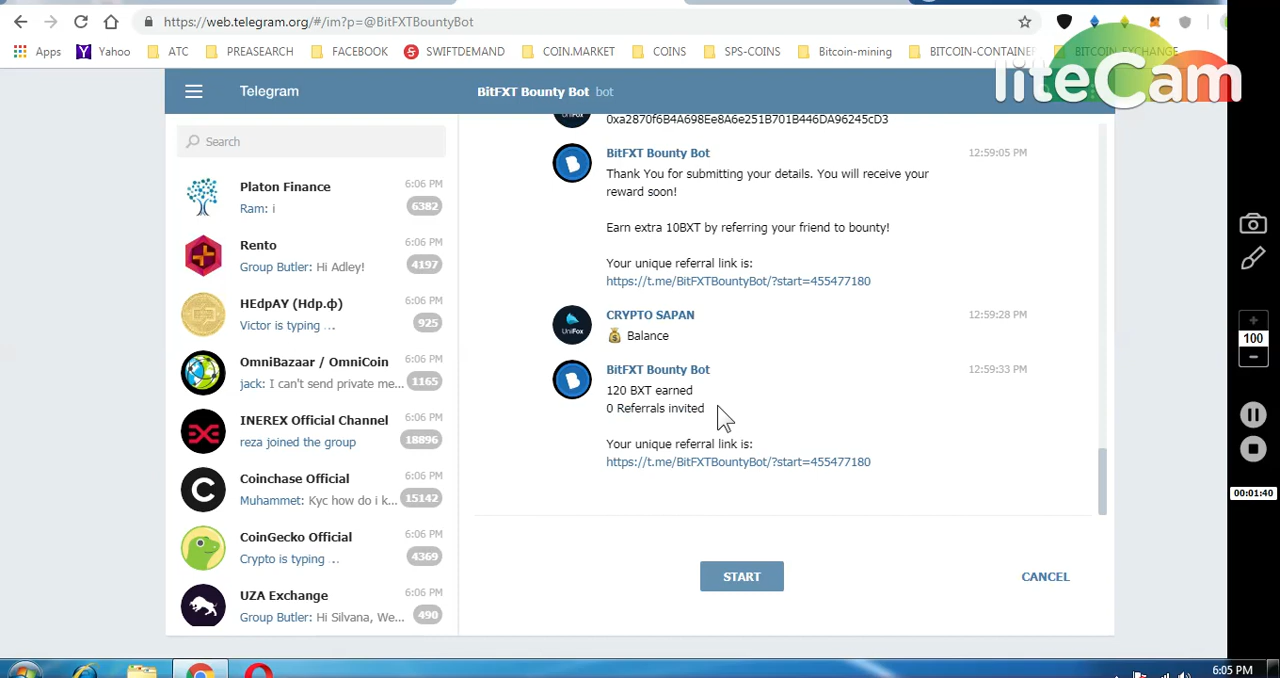 https://web.telegram.org/#/im?p=@BitFXTBountyBot
Apps Yahoo ATC PREASEARCH FACEBOOK SWIFTDEMAND COIN.MARKET COINS SPS-COINS Bitcoin-mining BITCOIN-CONTAINE BITCOIN-EXCHANGE
liteCam
Telegram
BitFXT Bounty Bot bot
Search
Platon Finance 6:06 PM
Ram: i 6382
Rento 6:06 PM
Group Butler: Hi Adley! 4197
HEdpAY (Hdp.ф) 6:06 PM
Victor is typing ... 925
OmniBazaar / OmniCoin 6:06 PM
jack: I can't send private me... 1165
INEREX Official Channel 6:06 PM
reza joined the group 18896
Coinchase Official 6:06 PM
Muhammet: Kyc how do i k... 15142
CoinGecko Official 6:06 PM
Crypto is typing .. 4369
UZA Exchange 6:06 PM
Group Butler: Hi Silvana, We... 490
UniFox
0xa2870f6B4A698Ee8A6e251B701B446DA96245cD3
BitFXT Bounty Bot 12:59:05 PM
Thank You for submitting your details. You will receive your
reward soon!
Earn extra 10BXT by referring your friend to bounty!
Your unique referral link is:
https://t.me/BitFXTBountyBot/?start=455477180
CRYPTO SAPAN 12:59:28 PM
UniFox
Balance
BitFXT Bounty Bot 12:59:33 PM
120 BXT earned
0 Referrals invited
Your unique referral link is:
https://t.me/BitFXTBountyBot/?start=455477180
START
CANCEL
100
00:01:40
6:05 PM